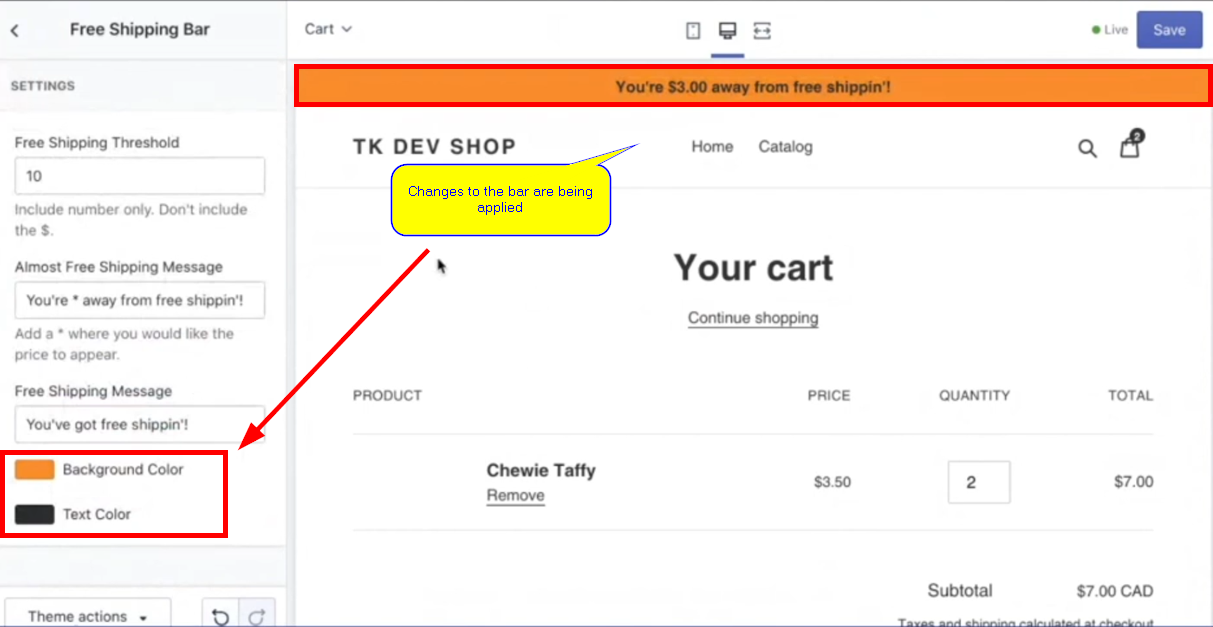 Free Shipping Bar
Cart
Live
Save
SETTINGS
You're $3.00 away from free shippin'!
Free Shipping Threshold
10
Include number only. Don't include
the $.
Almost Free Shipping Message
You're * away from free shippin'!
Add a * where you would like the
price to appear.
Free Shipping Message
You've got free shippin'!
Background Color
Text Color
Theme actions
TK DEV SHOP
Home
Catalog
2
Changes to the bar are being
applied
Your cart
Continue shopping
PRODUCT
PRICE
QUANTITY
TOTAL
Chewie Taffy
Remove
$3.50
2
$7.00
Subtotal
$7.00 CAD
Taxes and shipping calculated at checkout